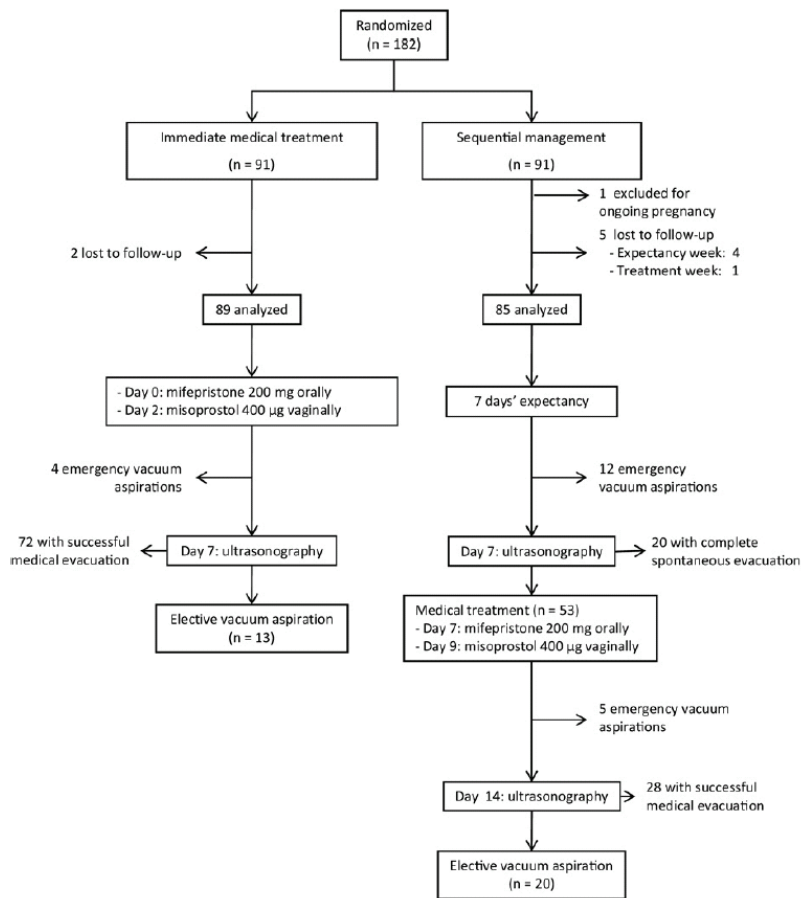 Randomized
(n = 182)
Immediate medical treatment
(n = 91)
Sequential management
(n = 91)
1 excluded for
ongoing pregnancy
2 lost to follow-up
5 lost to follow-up
- Expectancy week: 4
- Treatment week: 1
89 analyzed
85 analyzed
- Day 0: mifepristone 200 mg orally
- Day 2: misoprostol 400 µg vaginally
7 days' expectancy
4 emergency vacuum
aspirations
12 emergency
vacuum aspirations
72 with successful
medical evacuation
Day 7: ultrasonography
Day 7: ultrasonography
20 with complete
spontaneous evacuation
Elective vacuum aspiration
(n = 13)
Medical treatment (n = 53)
- Day 7: mifepristone 200 mg orally
- Day 9: misoprostol 400 µg vaginally
5 emergency vacuum
aspirations
Day 14: ultrasonography
28 with successful
medical evacuation
Elective vacuum aspiration
(n = 20)